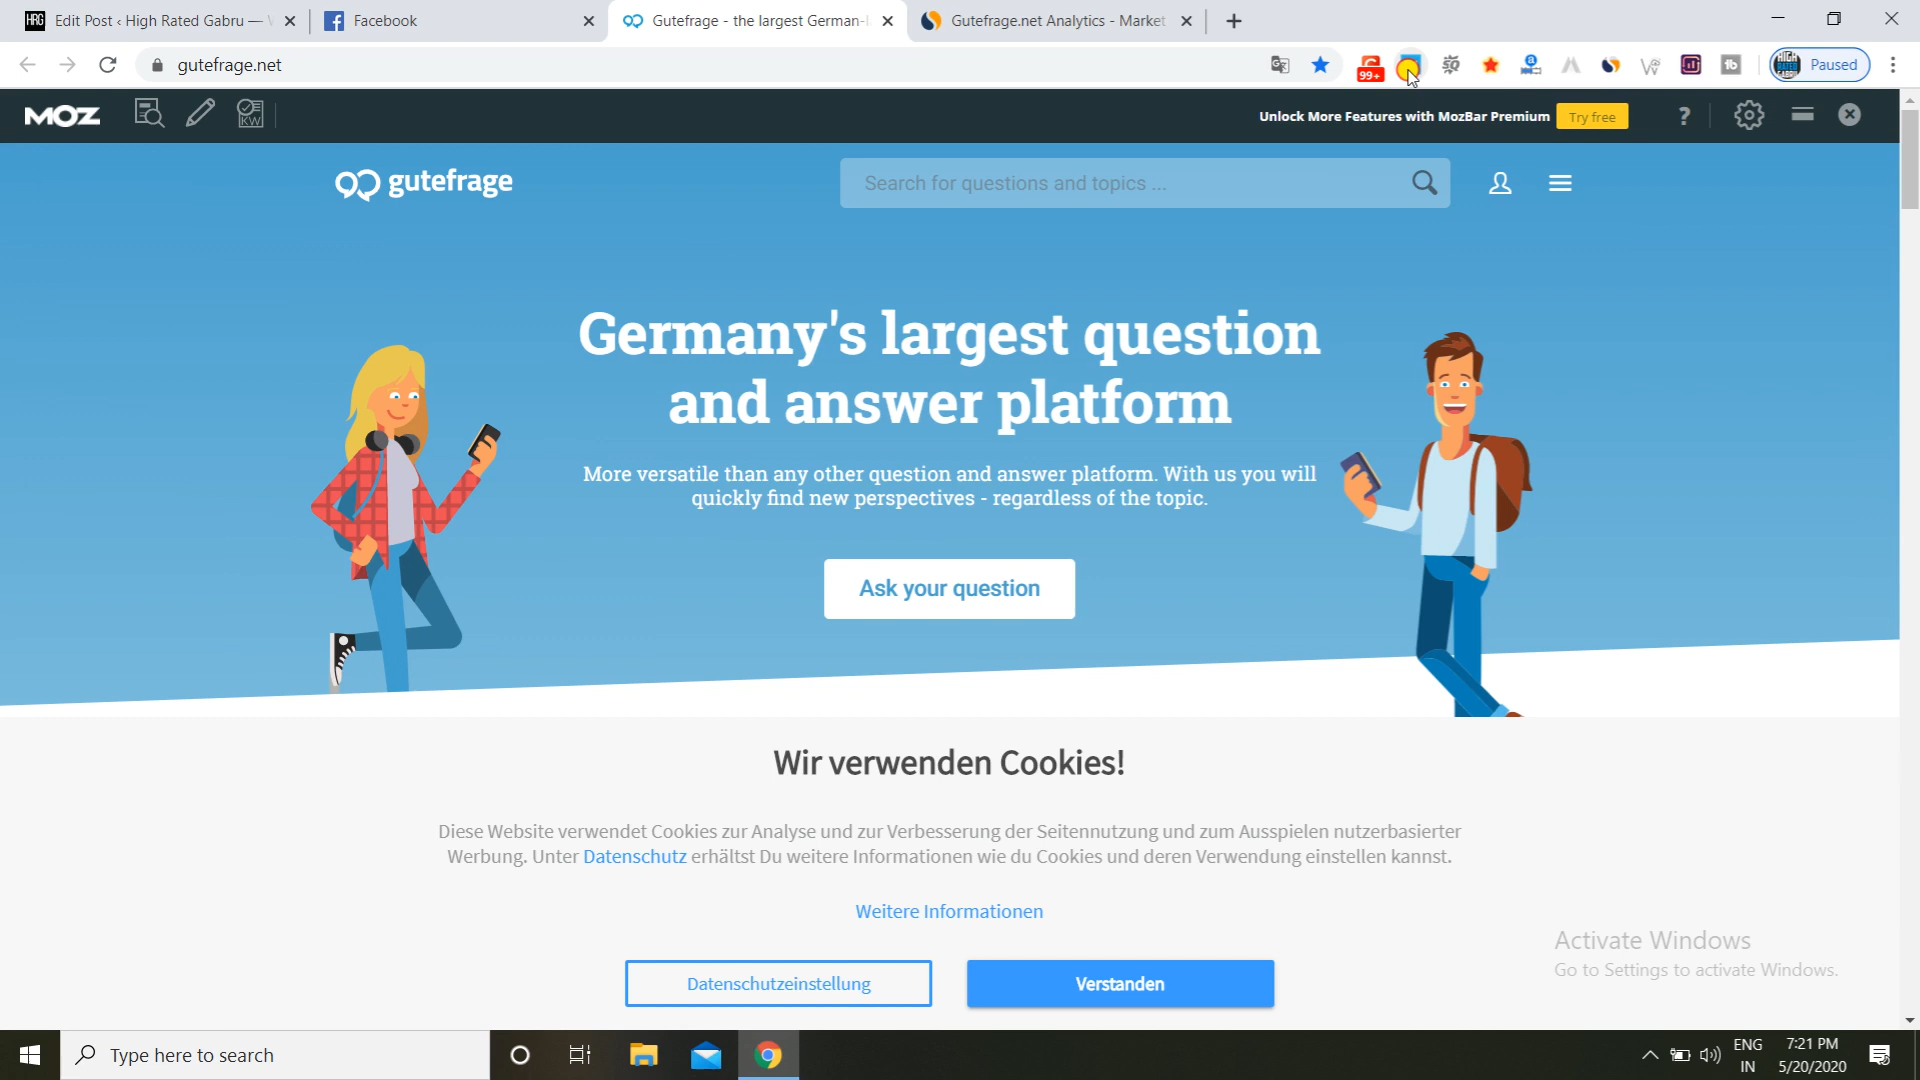 HRG Edit Post ‹ High Rated Gabru —
Facebook
Gutefrage - the largest German-
Gutefrage.net Analytics - Market
gutefrage.net
99+
Paused
MOZ
KW
Unlock More Features with MozBar Premium
Try free
?
gutefrage
Search for questions and topics ...
Germany's largest question
and answer platform
More versatile than any other question and answer platform. With us you will
quickly find new perspectives - regardless of the topic.
Ask your question
Wir verwenden Cookies!
Diese Website verwendet Cookies zur Analyse und zur Verbesserung der Seitennutzung und zum Ausspielen nutzerbasierter
Werbung. Unter Datenschutz erhältst Du weitere Informationen wie du Cookies und deren Verwendung einstellen kannst.
Weitere Informationen
Datenschutzeinstellung
Verstanden
Activate Windows
Go to Settings to activate Windows.
Type here to search
ENG
IN
7:21 PM
5/20/2020